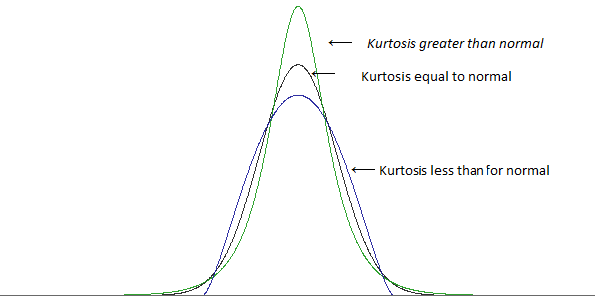 Kurtosis greater than normal
Kurtosis equal to normal
Kurtosis less than for normal